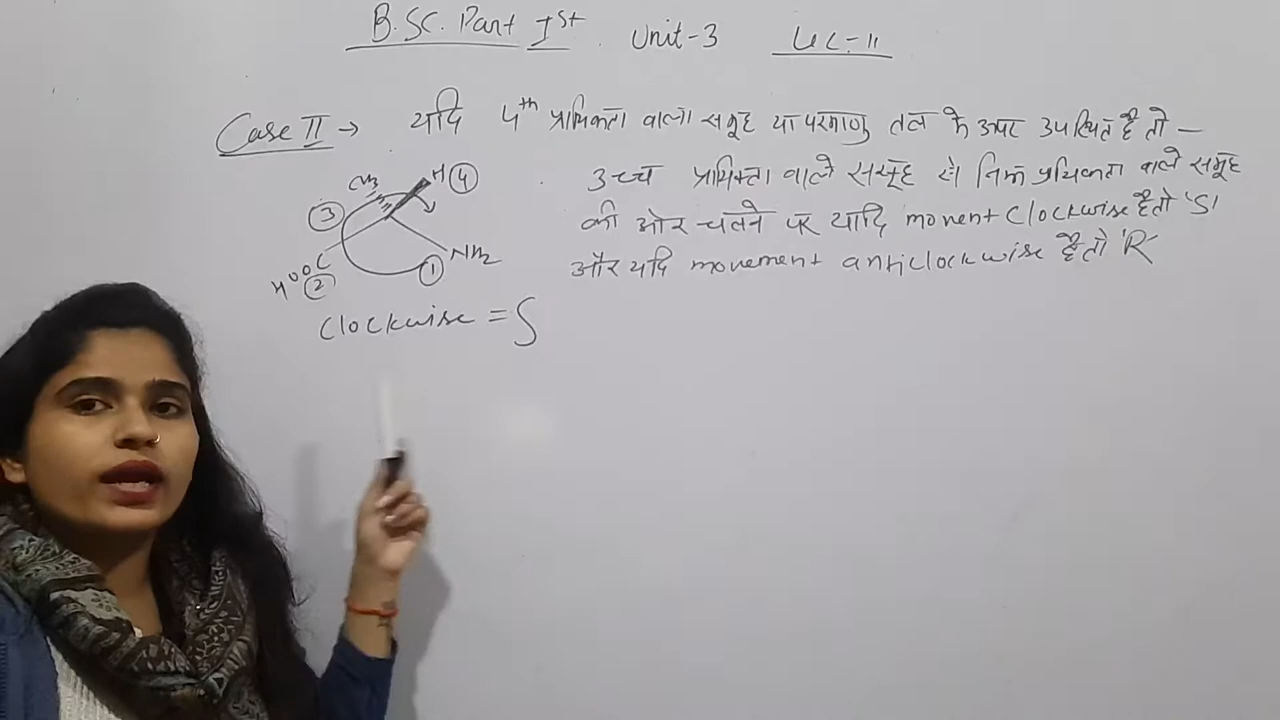 B.Sc. Part Ist Unit-3 Lec-11
Case II → यदि 4th प्राथमिकता वाला समूह या परमाणु तल के ऊपर उपस्थित है तो —
उच्च प्राथमिकता वाले समूह से निम्न प्राथमिकता वाले समूह
की ओर चलने पर यदि movent Clockwise है तो 'S'
और यदि movement anticlockwise है तो 'R'
CH3 H 4
3
NH2
HOOC 1
2
Clockwise = S